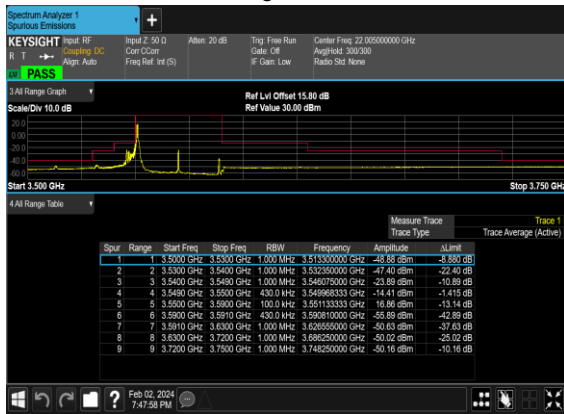 Spectrum Analyzer 1
Spurious Emissions
KEYSIGHT Input: RF Input Z: 50 Ω Atten: 20 dB Trig: Free Run Center Freq: 22.005000000 GHz
R T Coupling: DC Corr CCorr Gate: Off Avg|Hold: 300/300
Align: Auto Freq Ref: Int (S) IF Gain: Low Radio Std: None
PASS
3 All Range Graph
Ref Lvl Offset 15.80 dB
Scale/Div 10.0 dB Ref Value 30.00 dBm
20.0
0.00
-20.0
-40.0
-60.0
Start 3.500 GHz Stop 3.750 GHz
4 All Range Table
Measure Trace Trace 1
Trace Type Trace Average (Active)
Spur Range Start Freq Stop Freq RBW Frequency Amplitude ΔLimit
1 1 3.5000 GHz 3.5300 GHz 1.000 MHz 3.513300000 GHz -48.88 dBm -8.880 dB
2 2 3.5300 GHz 3.5400 GHz 1.000 MHz 3.532350000 GHz -47.40 dBm -22.40 dB
3 3 3.5400 GHz 3.5490 GHz 1.000 MHz 3.546075000 GHz -23.89 dBm -10.89 dB
4 4 3.5490 GHz 3.5500 GHz 430.0 kHz 3.549968333 GHz -14.41 dBm -1.415 dB
5 5 3.5500 GHz 3.5900 GHz 100.0 kHz 3.551133333 GHz 16.86 dBm -13.14 dB
6 6 3.5900 GHz 3.5910 GHz 430.0 kHz 3.590810000 GHz -55.89 dBm -42.89 dB
7 7 3.5910 GHz 3.6300 GHz 1.000 MHz 3.626555000 GHz -50.63 dBm -37.63 dB
8 8 3.6300 GHz 3.7200 GHz 1.000 MHz 3.686250000 GHz -50.02 dBm -25.02 dB
9 9 3.7200 GHz 3.7500 GHz 1.000 MHz 3.748250000 GHz -50.16 dBm -10.16 dB
? Feb 02, 2024
7:47:58 PM